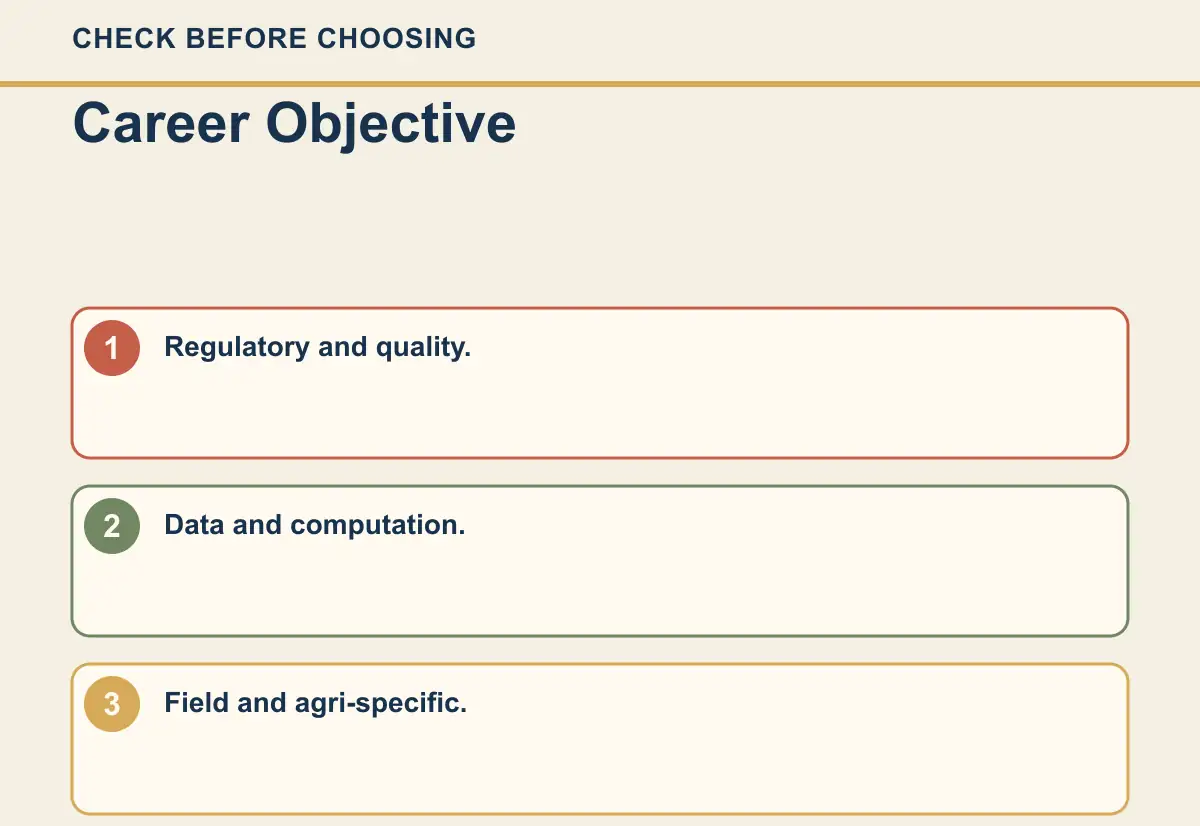 CHECK BEFORE CHOOSING
Career Objective
1 Regulatory and quality.
2 Data and computation.
3 Field and agri-specific.